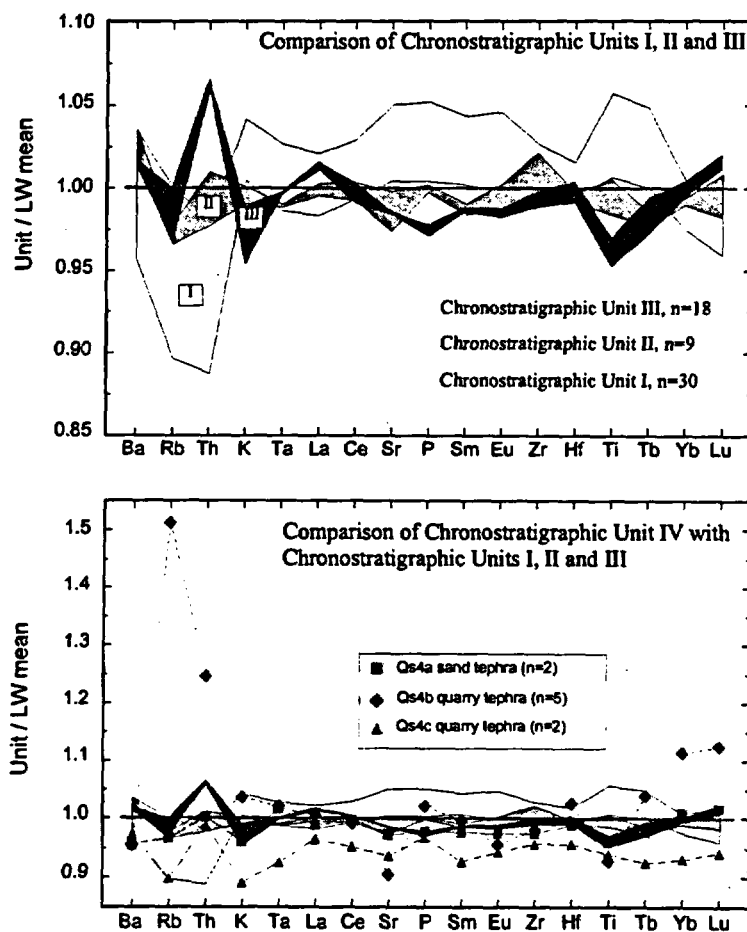 1.10
Comparison of Chronostratigraphic Units I, II and III
1.05
1.00
II
III
0.95
I
Chronostratigraphic Unit III, n=18
Chronostratigraphic Unit II, n=9
0.90
Chronostratigraphic Unit I, n=30
0.85
Unit / LW mean
Ba Rb Th K Ta La Ce Sr P Sm Eu Zr Hf Ti Tb Yb Lu
1.5
Comparison of Chronostratigraphic Unit IV with
Chronostratigraphic Units I, II and III
1.4
1.3
Qs4a sand tephra (n=2)
Qs4b quarry tephra (n=5)
1.2
Qs4c quarry tephra (n=2)
1.1
1.0
0.9
Unit / LW mean
Ba Rb Th K Ta La Ce Sr P Sm Eu Zr Hf Ti Tb Yb Lu